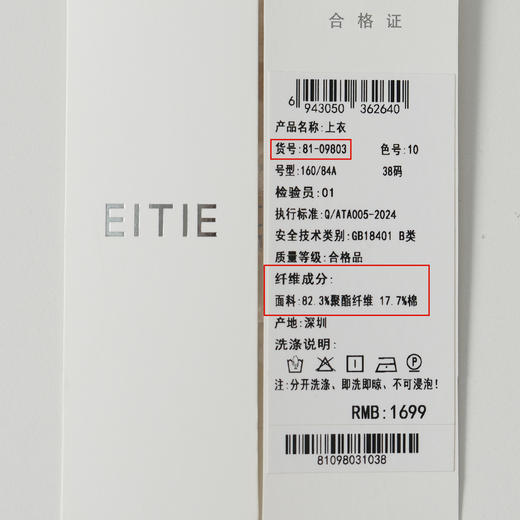 EITIE
合格证
6 943050 362640
产品名称:上衣
货号:81-09803 色号:10
号型:160/84A 38码
检验员:01
执行标准:Q/ATA005-2024
安全技术类别:GB18401 B类
质量等级:合格品
纤维成分:
面料:82.3%聚酯纤维 17.7%棉
产地:深圳
洗涤说明:
P
注:分开洗涤、即洗即晾、不可浸泡!
RMB:1699
81098031038